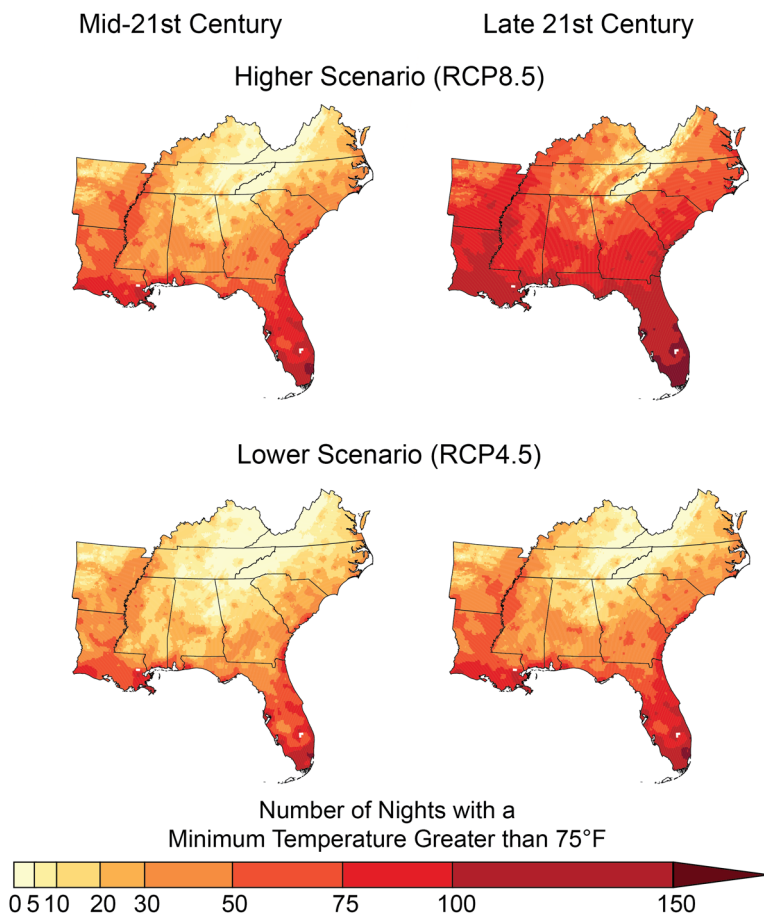 Mid-21st Century
Late 21st Century
Higher Scenario (RCP8.5)
Lower Scenario (RCP4.5)
Number of Nights with a
Minimum Temperature Greater than 75°F
0 5 10 20 30 50 75 100 150